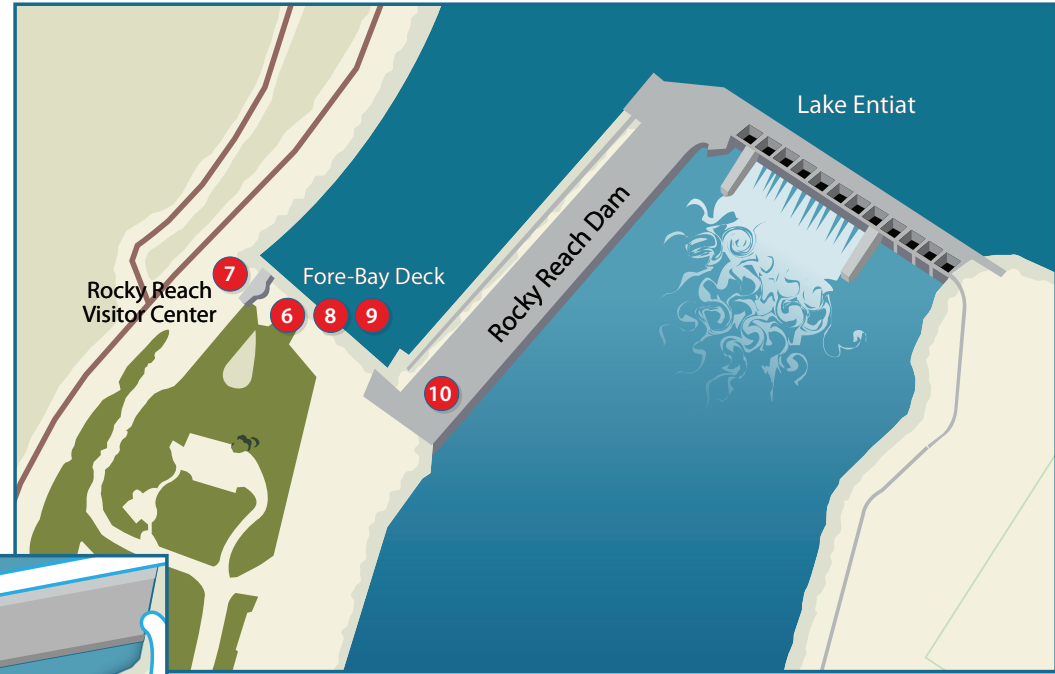 Lake Entiat
Rocky Reach Dam
7
Fore-Bay Deck
Rocky Reach
Visitor Center
6
8
9
10